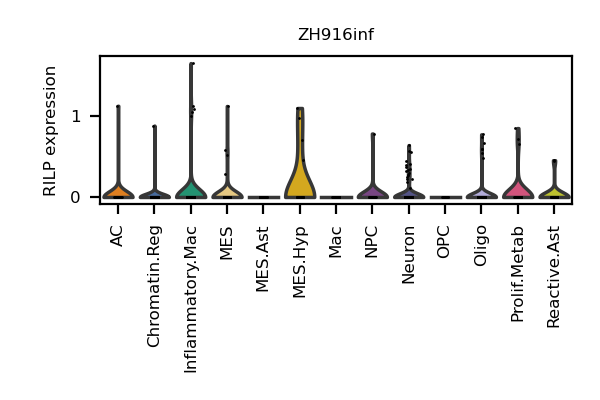 ZH916inf
RILP expression
1
0
AC
Chromatin.Reg
Inflammatory.Mac
MES
MES.Ast
MES.Hyp
Mac
NPC
Neuron
OPC
Oligo
Prolif.Metab
Reactive.Ast